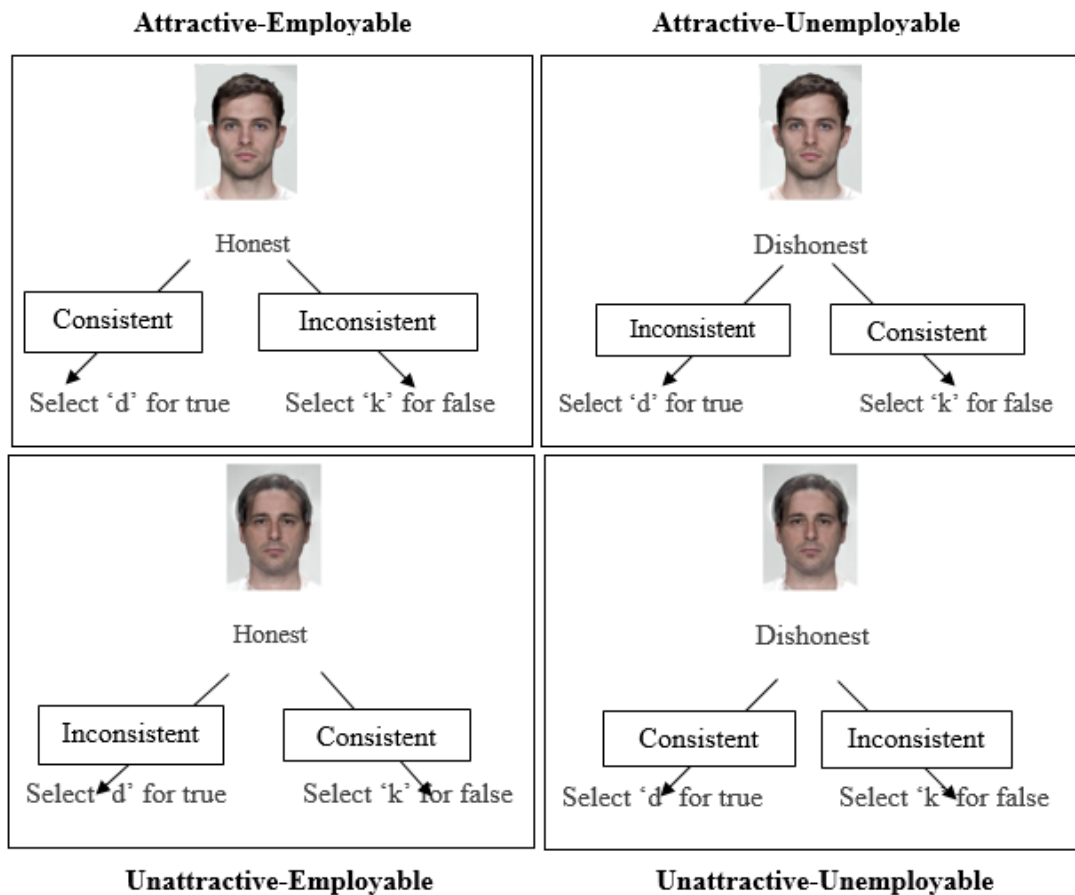 Attractive-Employable
Attractive-Unemployable
Honest
Consistent
Inconsistent
Select ‘d’ for true
Select ‘k’ for false
Dishonest
Inconsistent
Consistent
Select ‘d’ for true
Select ‘k’ for false
Honest
Inconsistent
Consistent
Select ‘d’ for true
Select ‘k’ for false
Dishonest
Consistent
Inconsistent
Select ‘d’ for true
Select ‘k’ for false
Unattractive-Employable
Unattractive-Unemployable